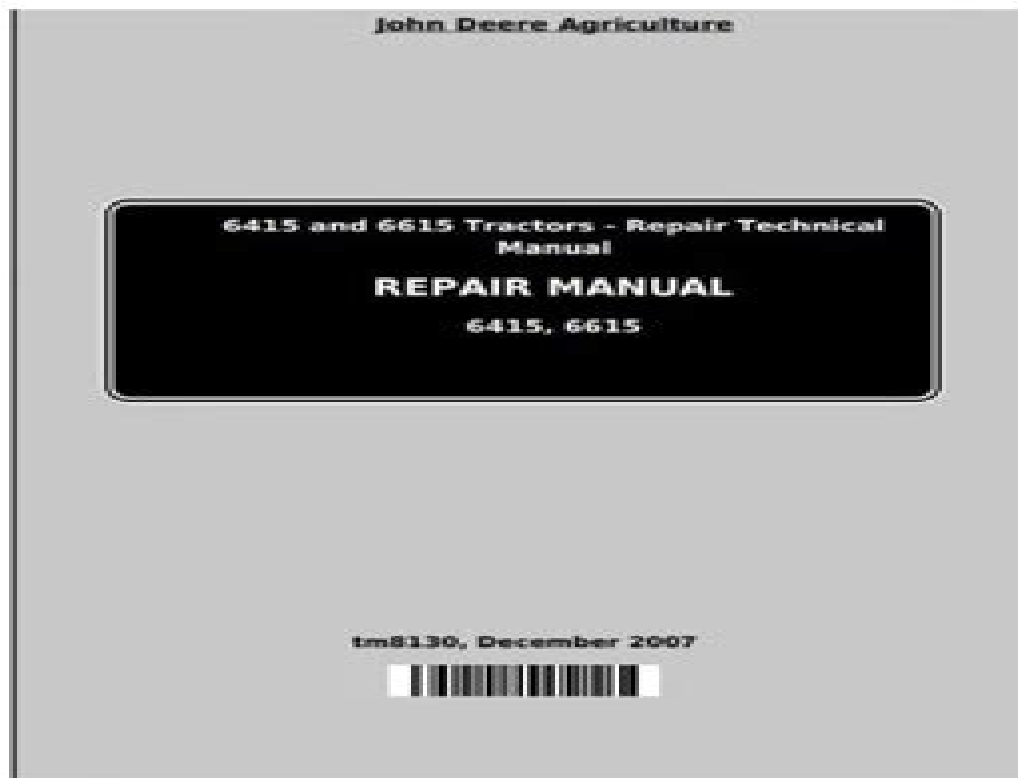 John Deere Agriculture
6415 and 6615 Tractors - Repair Technical
Manual
REPAIR MANUAL
6415, 6615
tm8130, December 2007